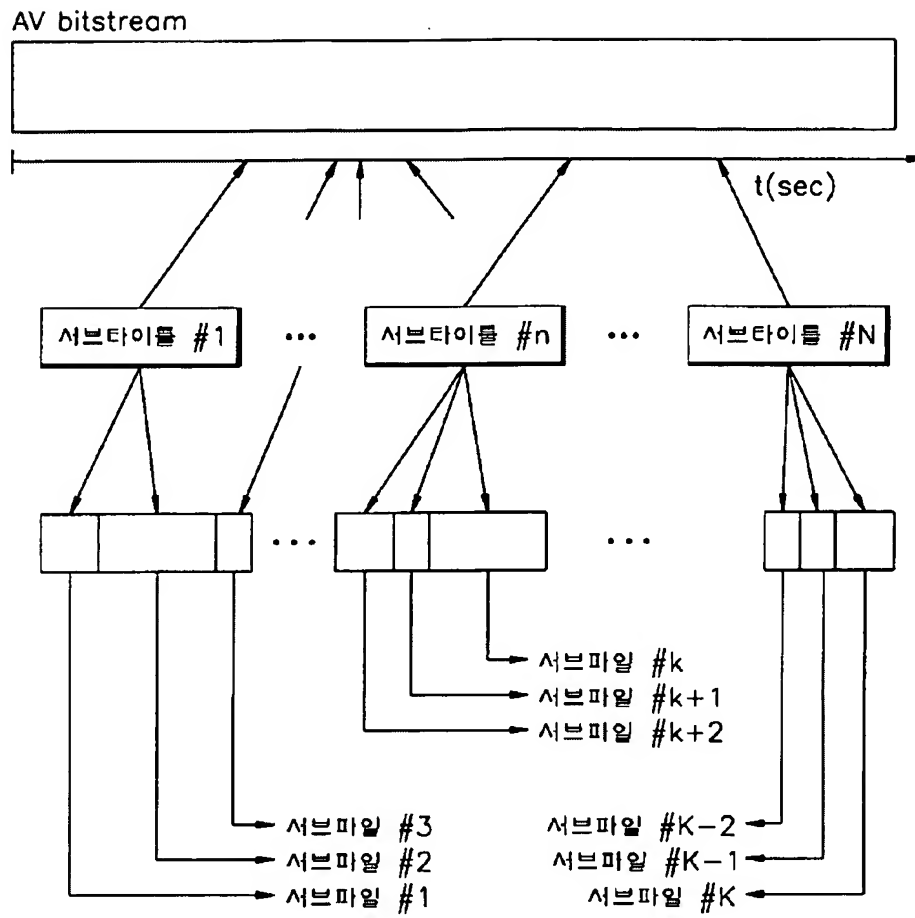 AV bitstream
t(sec)
서브타이틀 #1 ... 서브타이틀 #n ... 서브타이틀 #N
... ...
서브파일 #k
서브파일 #k+1
서브파일 #k+2
서브파일 #3 서브파일 #K-2
서브파일 #2 서브파일 #K-1
서브파일 #1 서브파일 #K